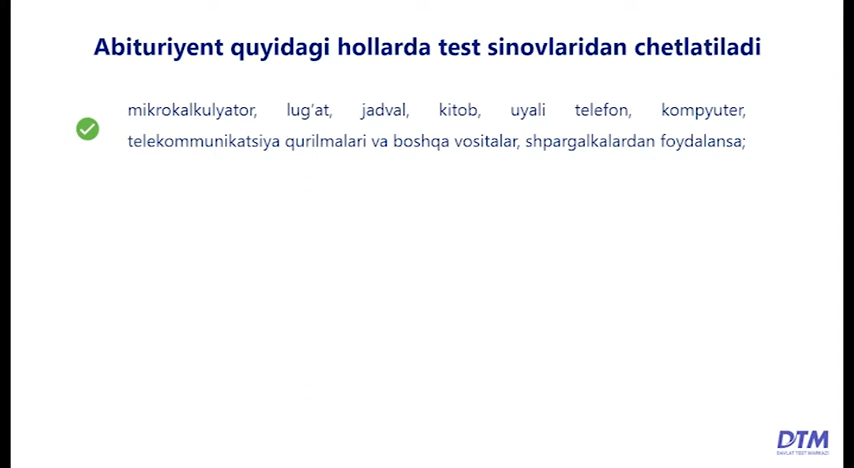 Abituriyent quyidagi hollarda test sinovlaridan chetlatiladi
mikrokalkulyator, lug‘at, jadval, kitob, uyali telefon, kompyuter,
telekommunikatsiya qurilmalari va boshqa vositalar, shpargalkalardan foydalansa;
DTM
DAVLAT TEST MARKAZI